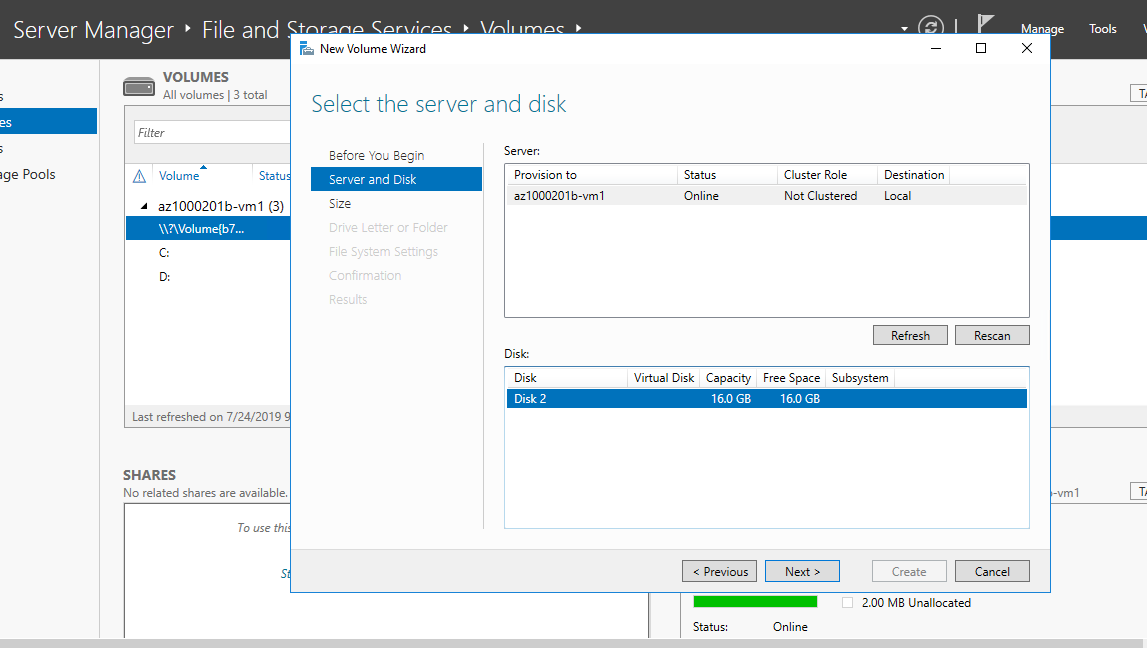 Server Manager ‣ File and Storage Services ‣ Volumes ‣
Manage Tools V
New Volume Wizard
VOLUMES
All volumes | 3 total
TA
es
s
age Pools
Filter
Volume Status
az1000201b-vm1 (3)
\\?\Volume{b7...
C:
D:
Last refreshed on 7/24/2019 9
SHARES
No related shares are available.
To use this
St
Select the server and disk
Before You Begin
Server and Disk
Size
Drive Letter or Folder
File System Settings
Confirmation
Results
Server:
Provision to Status Cluster Role Destination
az1000201b-vm1 Online Not Clustered Local
Refresh Rescan
Disk:
Disk Virtual Disk Capacity Free Space Subsystem
Disk 2 16.0 GB 16.0 GB
< Previous Next > Create Cancel
-vm1
TA
2.00 MB Unallocated
Status: Online